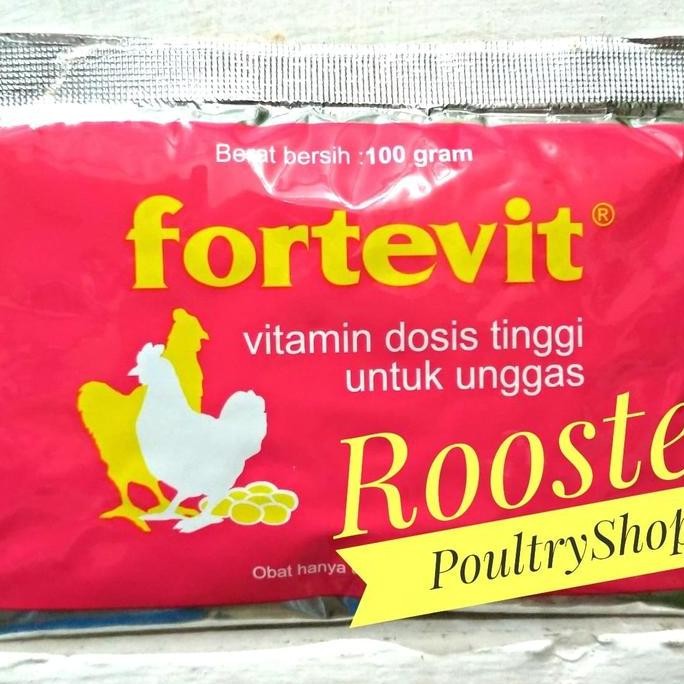 Berat bersih : 100 gram
fortevit®
vitamin dosis tinggi
untuk unggas
Rooste
PoultryShop
Obat hanya